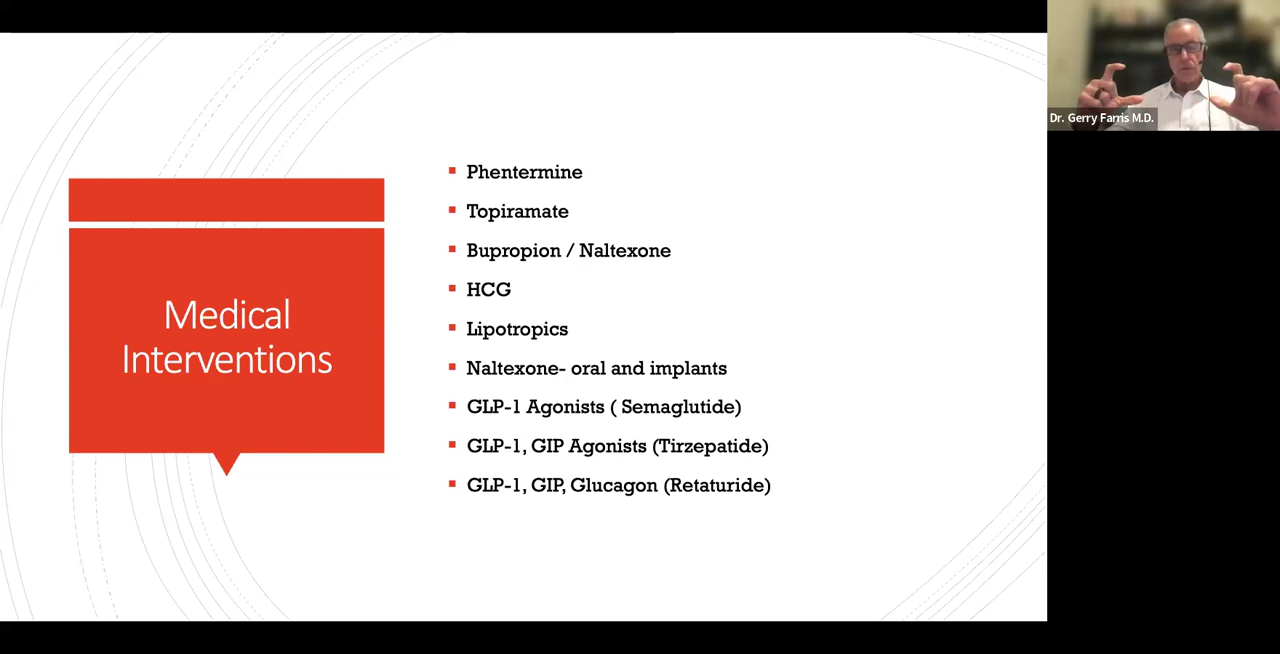 Medical
Interventions
Phentermine
Topiramate
Bupropion / Naltexone
HCG
Lipotropics
Naltexone- oral and implants
GLP-1 Agonists ( Semaglutide)
GLP-1, GIP Agonists (Tirzepatide)
GLP-1, GIP, Glucagon (Retaturide)
Dr. Gerry Farris M.D.